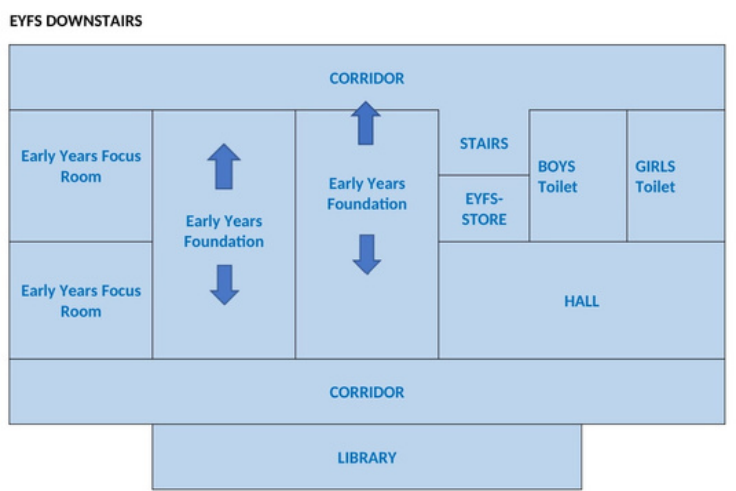 EYFS DOWNSTAIRS
CORRIDOR
Early Years Focus
Room
Early Years
Foundation
Early Years
Foundation
STAIRS
EYFS-
STORE
BOYS
Toilet
GIRLS
Toilet
Early Years Focus
Room
HALL
CORRIDOR
LIBRARY